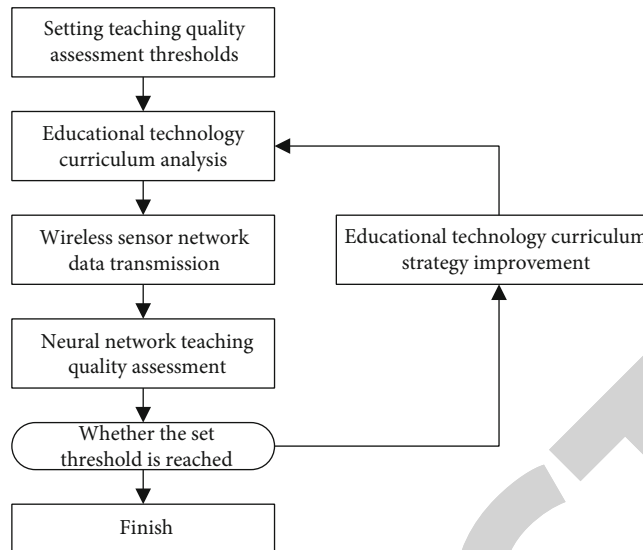 Setting teaching quality
assessment thresholds
Educational technology
curriculum analysis
Wireless sensor network
data transmission
Educational technology curriculum
strategy improvement
Neural network teaching
quality assessment
Whether the set
threshold is reached
Finish